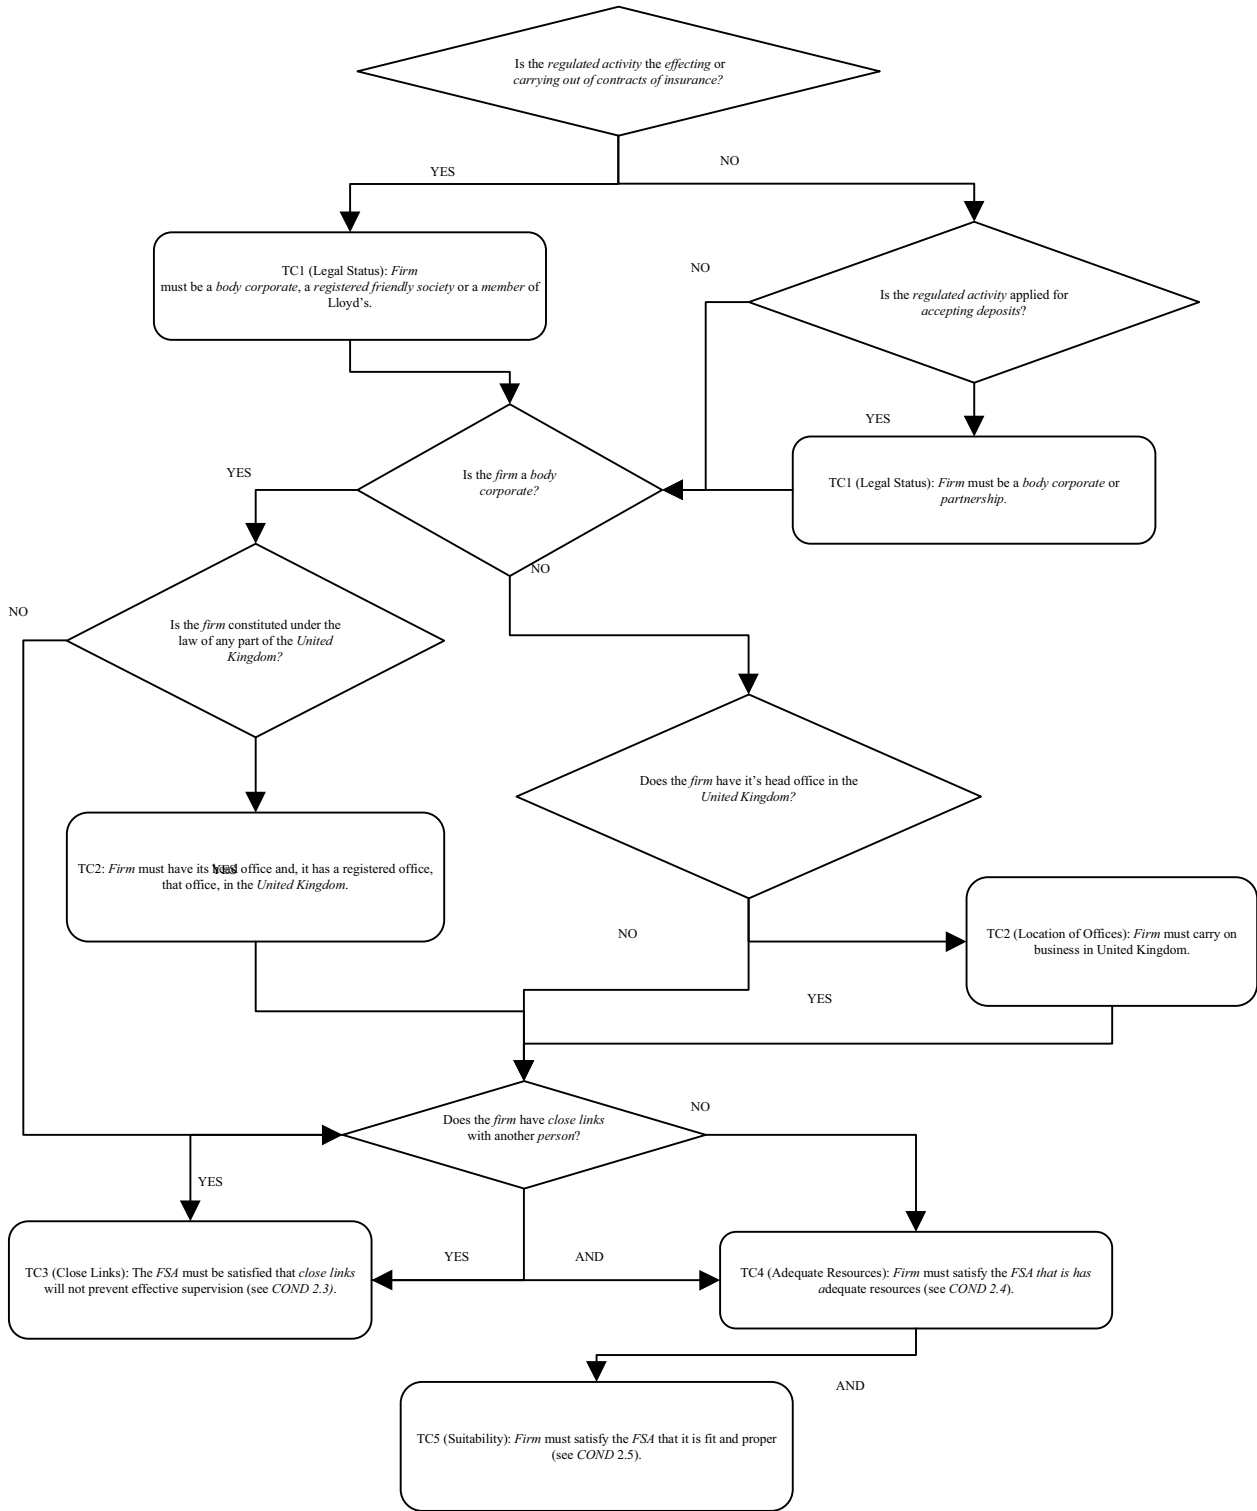 Is the regulated activity the effecting or
carrying out of contracts of insurance?
YES
NO
TC1 (Legal Status): Firm
must be a body corporate, a registered friendly society or a member of
Lloyd's.
NO
Is the regulated activity applied for
accepting deposits?
YES
YES
Is the firm a body
corporate?
TC1 (Legal Status): Firm must be a body corporate or
partnership.
NO
NO
Is the firm constituted under the
law of any part of the United
Kingdom?
Does the firm have it's head office in the
United Kingdom?
TC2: Firm must have its head office and, it has a registered office,
YES
that office, in the United Kingdom.
NO
TC2 (Location of Offices): Firm must carry on
business in United Kingdom.
YES
Does the firm have close links
with another person?
NO
YES
TC3 (Close Links): The FSA must be satisfied that close links
will not prevent effective supervision (see COND 2.3).
YES
AND
TC4 (Adequate Resources): Firm must satisfy the FSA that is has
adequate resources (see COND 2.4).
AND
TC5 (Suitability): Firm must satisfy the FSA that it is fit and proper
(see COND 2.5).